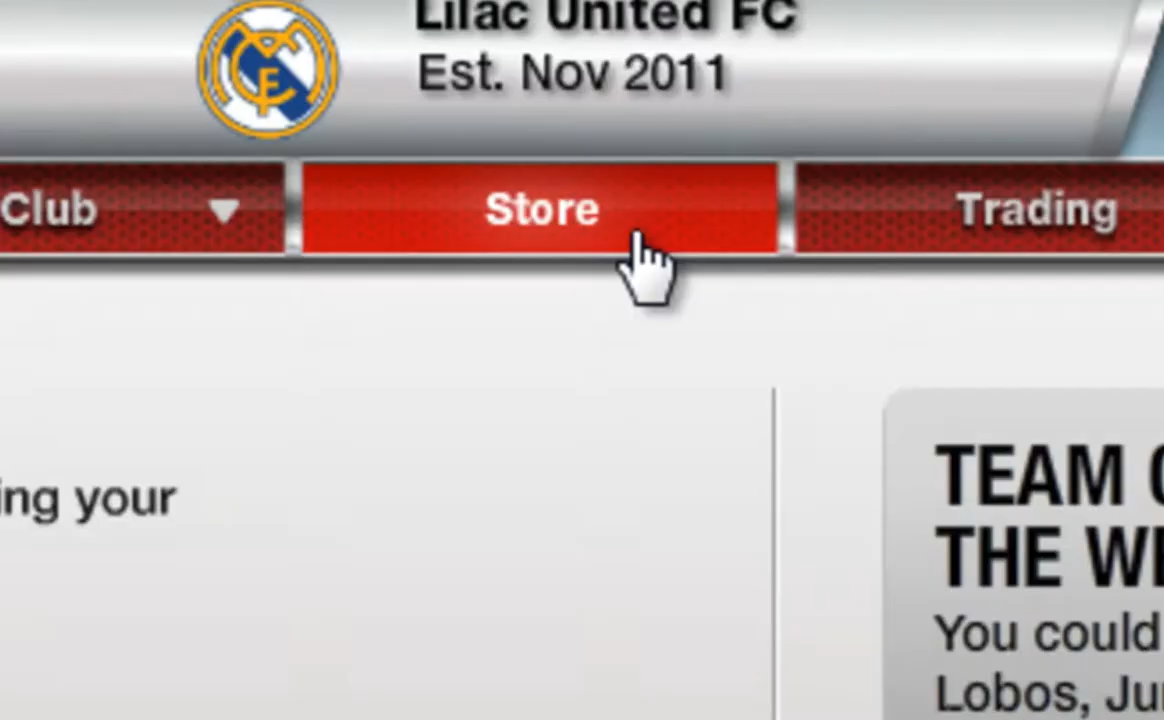 Lilac United FC
Est. Nov 2011
Club Store Trading
ing your
TEAM
THE
You could
Lobos,